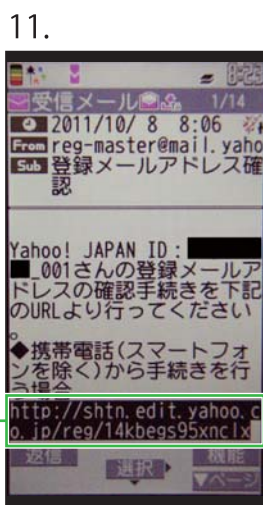 11.
受信メール 1/14
2011/10/ 8 8:06
From reg-master@mail.yaho
Sub 登録メールアドレス確
認
Yahoo! JAPAN ID:
_001さんの登録メールア
ドレスの確認手続きを下記
のURLより行ってください
。
◆携帯電話(スマートフォ
ンを除く)から手続きを行
う場合
http://shtn.edit.yahoo.c
o.jp/reg/14kbegs95xnclx
返信 選択 機能
▼ページ